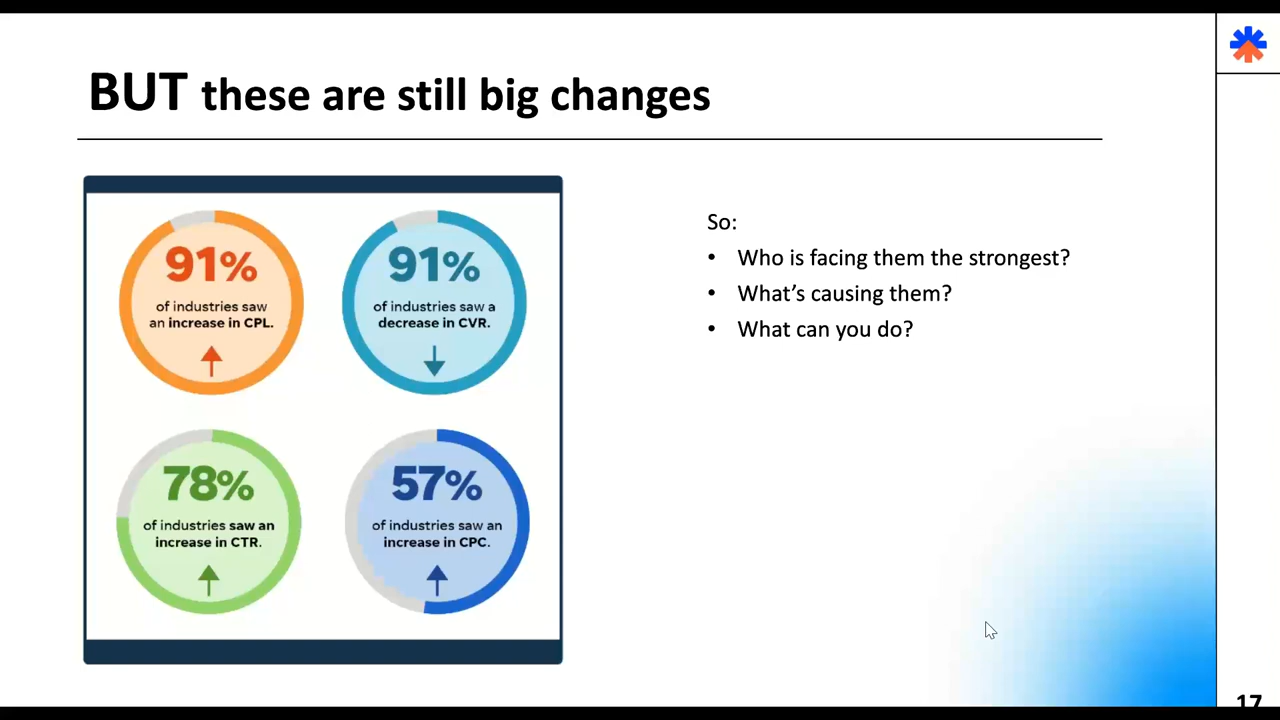 BUT these are still big changes
91%
of industries saw
an increase in CPL.
91%
of industries saw a
decrease in CVR.
78%
of industries saw an
increase in CTR.
57%
of industries saw an
increase in CPC.
So:
• Who is facing them the strongest?
• What's causing them?
• What can you do?
17